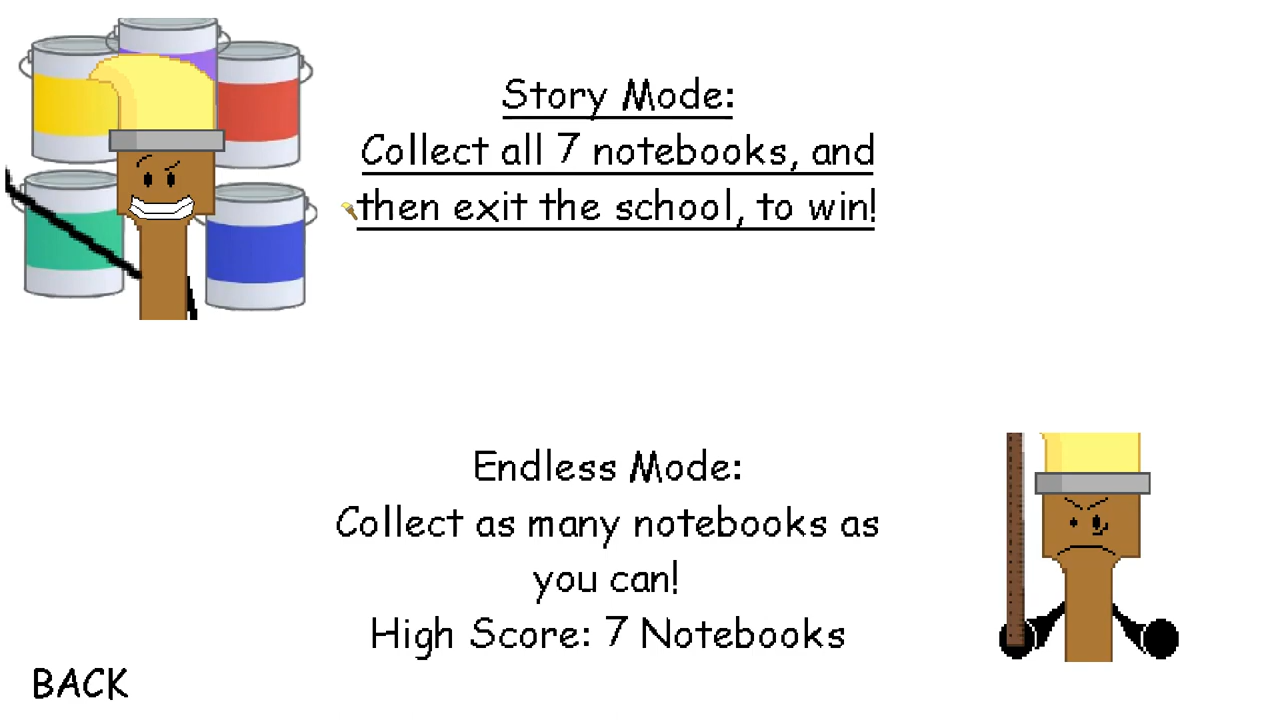 Story Mode:
Collect all 7 notebooks, and
then exit the school, to win!
Endless Mode:
Collect as many notebooks as
you can!
High Score: 7 Notebooks
BACK